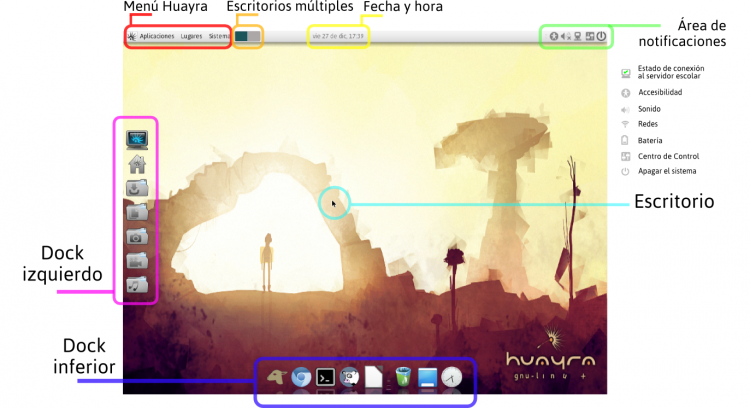 Menú Huayra
Escritorios múltiples
Fecha y hora
Área de
notificaciones
Aplicaciones Lugares Sistema
vie 27 de dic, 17:39
Estado de conexión
al servidor escolar
Accesibilidad
Sonido
Redes
Batería
Centro de Control
Apagar el sistema
Escritorio
Dock
izquierdo
Dock
inferior
huayra
gnu-linux +